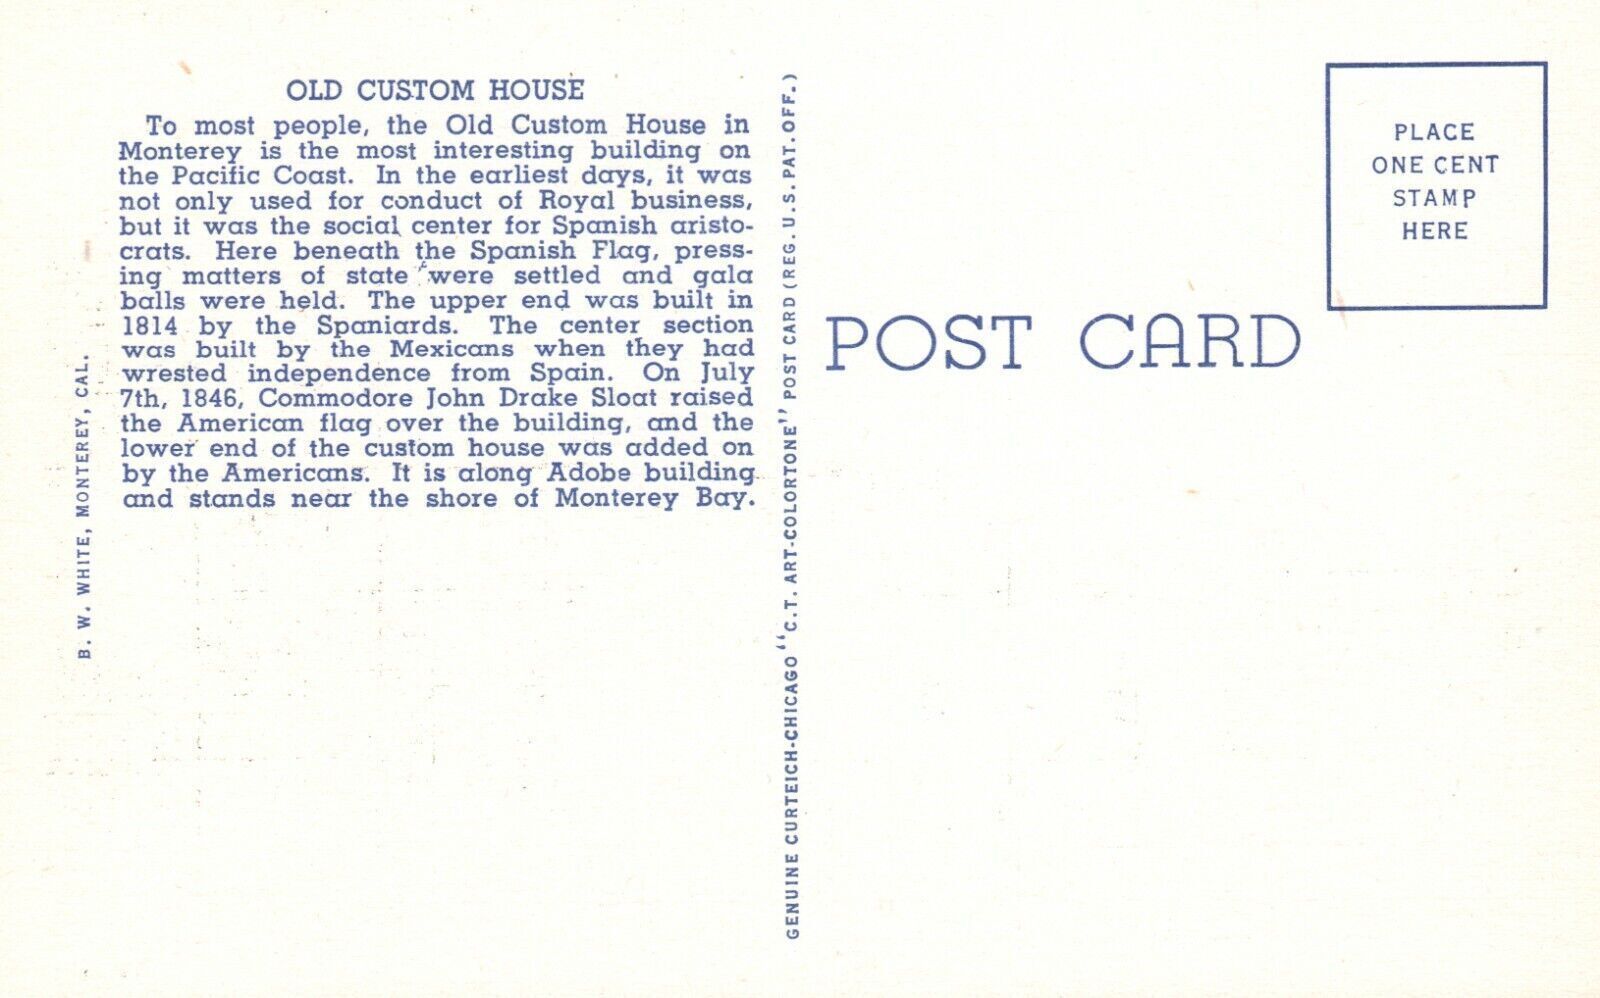 OLD CUSTOM HOUSE
To most people, the Old Custom House in
Monterey is the most interesting building on
the Pacific Coast. In the earliest days, it was
not only used for conduct of Royal business,
but it was the social center for Spanish aristo-
crats. Here beneath the Spanish Flag, press-
ing matters of state were settled and gala
balls were held. The upper end was built in
1814 by the Spaniards. The center section
was built by the Mexicans when they had
wrested independence from Spain. On July
7th, 1846, Commodore John Drake Sloat raised
the American flag over the building, and the
lower end of the custom house was added on
by the Americans. It is along Adobe building
and stands near the shore of Monterey Bay.
B. W. WHITE, MONTEREY, CAL.
GENUINE CURTEICH-CHICAGO "C.T. ART-COLORTONE" POST CARD (REG. U.S. PAT. OFF.)
POST CARD
PLACE
ONE CENT
STAMP
HERE